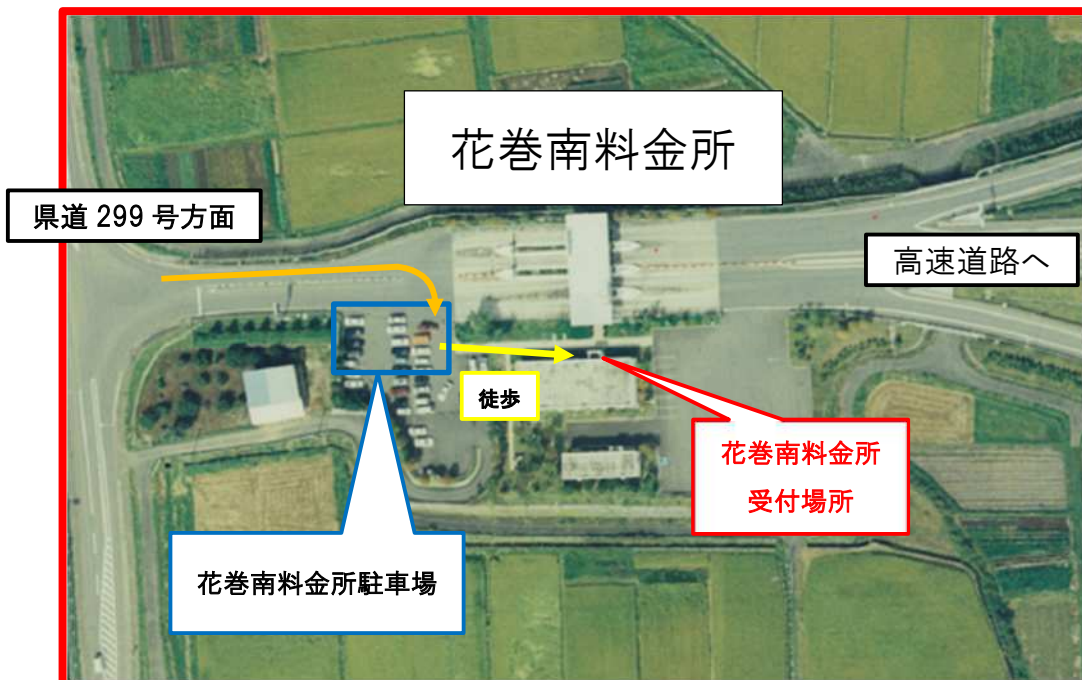 花巻南料金所
県道 299 号方面
高速道路へ
徒歩
花巻南料金所
受付場所
花巻南料金所駐車場